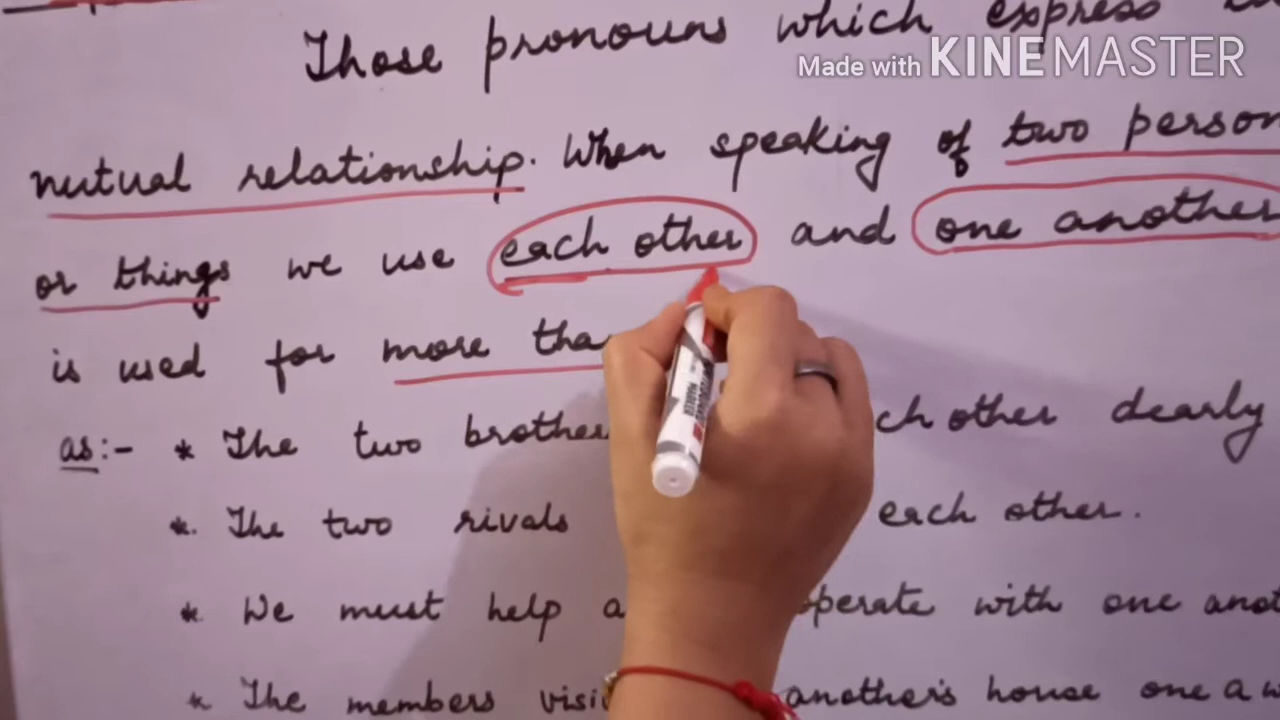 Those pronouns which express
Made with KINEMASTER
mutual relationship. When speaking of two person
or things we use each other and one another
is used for more tha
as:- * The two brother ch other dearly
* The two rivals each other.
* We must help a operate with one anot
* The members visi another's house one a w